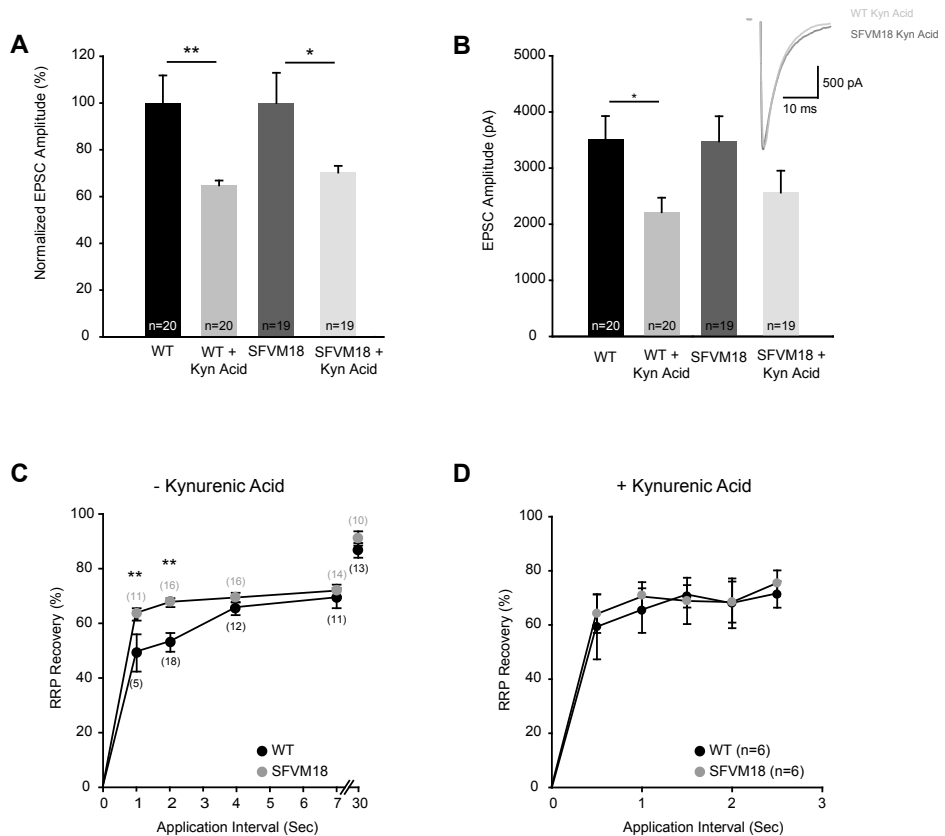 A
Normalized EPSC Amplitude (%)
120
100
80
60
40
20
0
**
*
n=20
n=20
n=19
n=19
WT
WT +
Kyn Acid
SFVM18
SFVM18 +
Kyn Acid
B
WT Kyn Acid
SFVM18 Kyn Acid
500 pA
10 ms
EPSC Amplitude (pA)
5000
4000
3000
2000
1000
0
*
n=20
n=20
n=19
n=19
WT
WT +
Kyn Acid
SFVM18
SFVM18 +
Kyn Acid
C
- Kynurenic Acid
RRP Recovery (%)
100
80
60
40
20
0
**
**
(11)
(16)
(16)
(14)
(10)
(5)
(18)
(12)
(11)
(13)
WT
SFVM18
0 1 2 3 4 5 6 7 30
Application Interval (Sec)
D
+ Kynurenic Acid
RRP Recovery (%)
100
80
60
40
20
0
WT (n=6)
SFVM18 (n=6)
0 1 2 3
Application Interval (Sec)